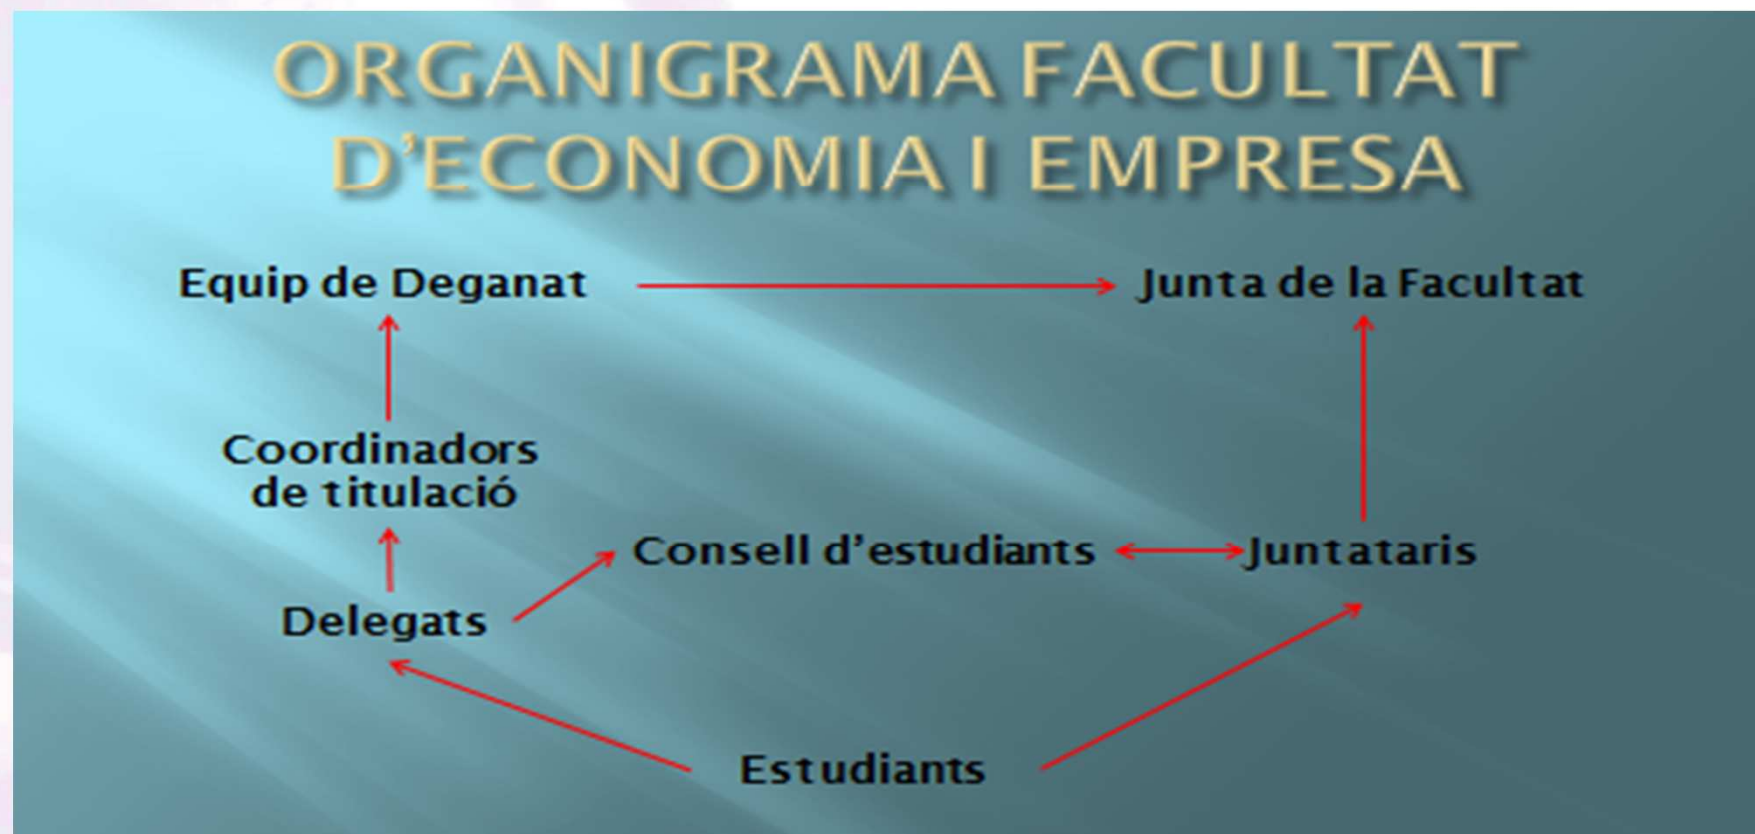 ORGANIGRAMA FACULTAT
D'ECONOMIA I EMPRESA
Equip de Deganat
Junta de la Facultat
Coordinadors
de titulació
Consell d'estudiants
Juntataris
Delegats
Estudiants